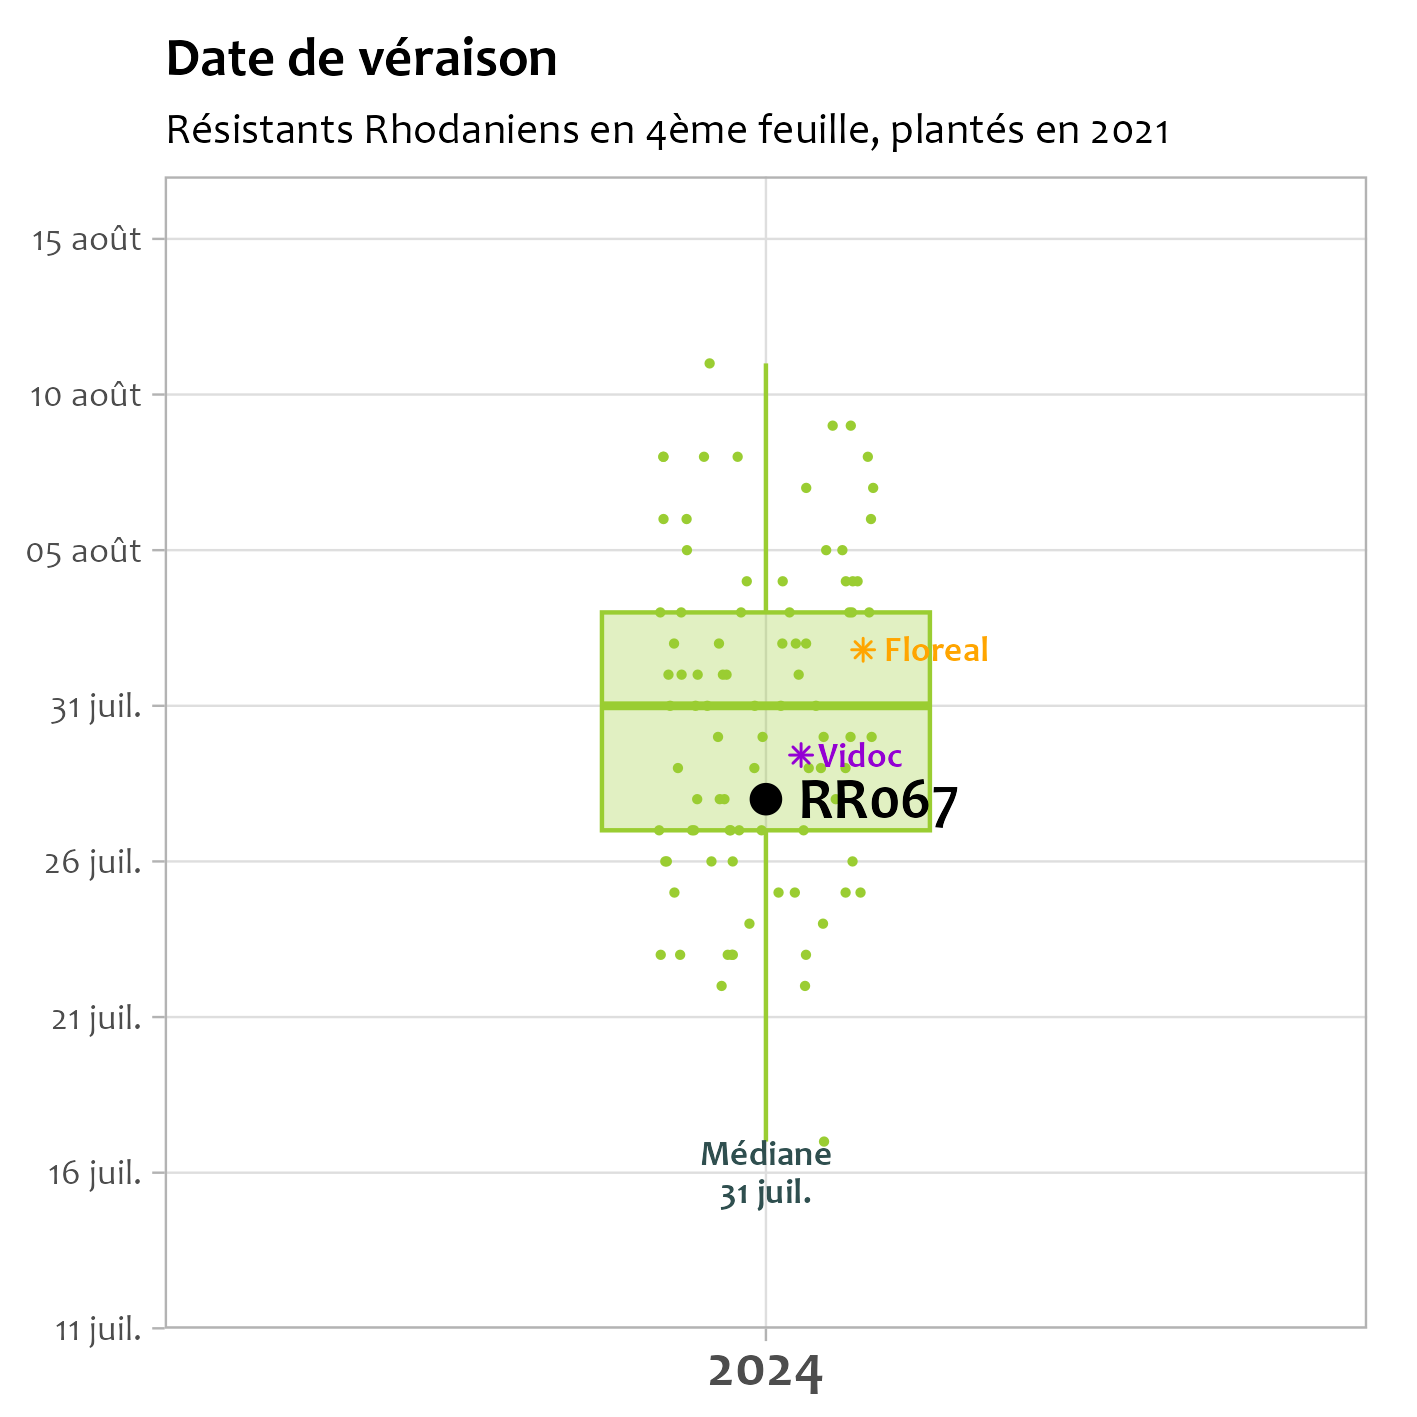 Date de véraison
Résistants Rhodaniens en 4ème feuille, plantés en 2021
15 août
10 août
05 août
Floreal
31 juil.
Vidoc
RR067
26 juil.
21 juil.
16 juil.
Médiane
31 juil.
11 juil.
2024